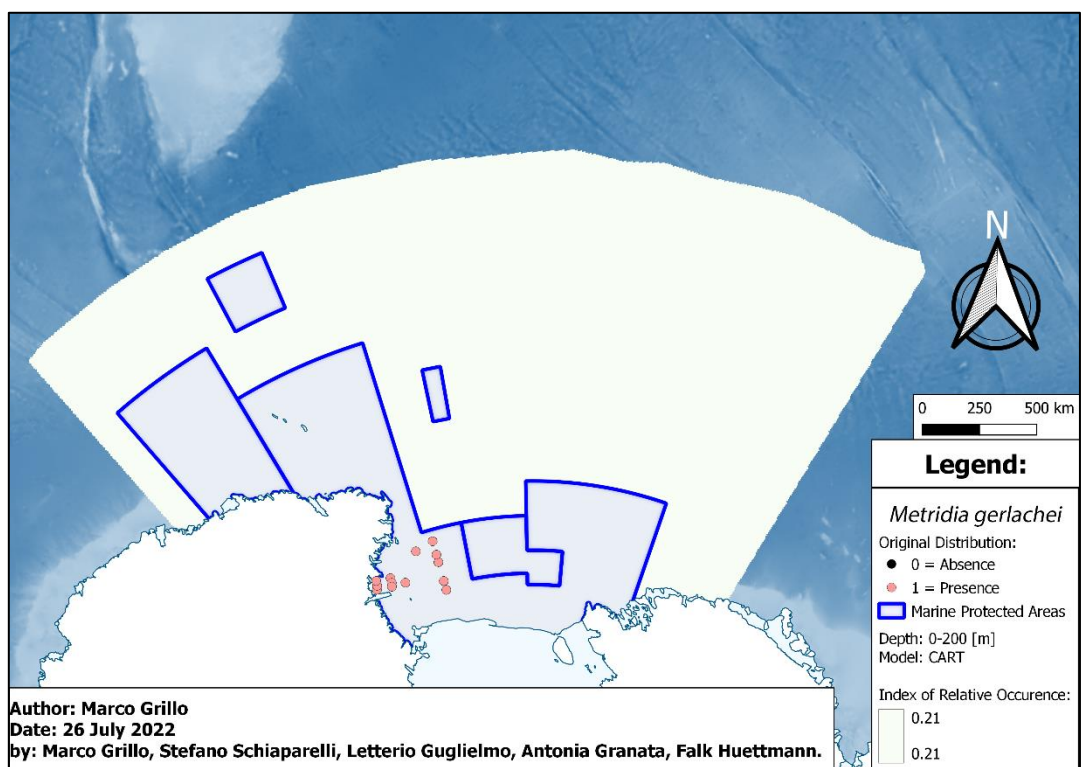 N
0 250 500 km
Legend:
Metridia gerlachei
Original Distribution:
0 = Absence
1 = Presence
Marine Protected Areas
Depth: 0-200 [m]
Model: CART
Index of Relative Occurence:
0.21
0.21
Author: Marco Grillo
Date: 26 July 2022
by: Marco Grillo, Stefano Schiaparelli, Letterio Guglielmo, Antonia Granata, Falk Huettmann.